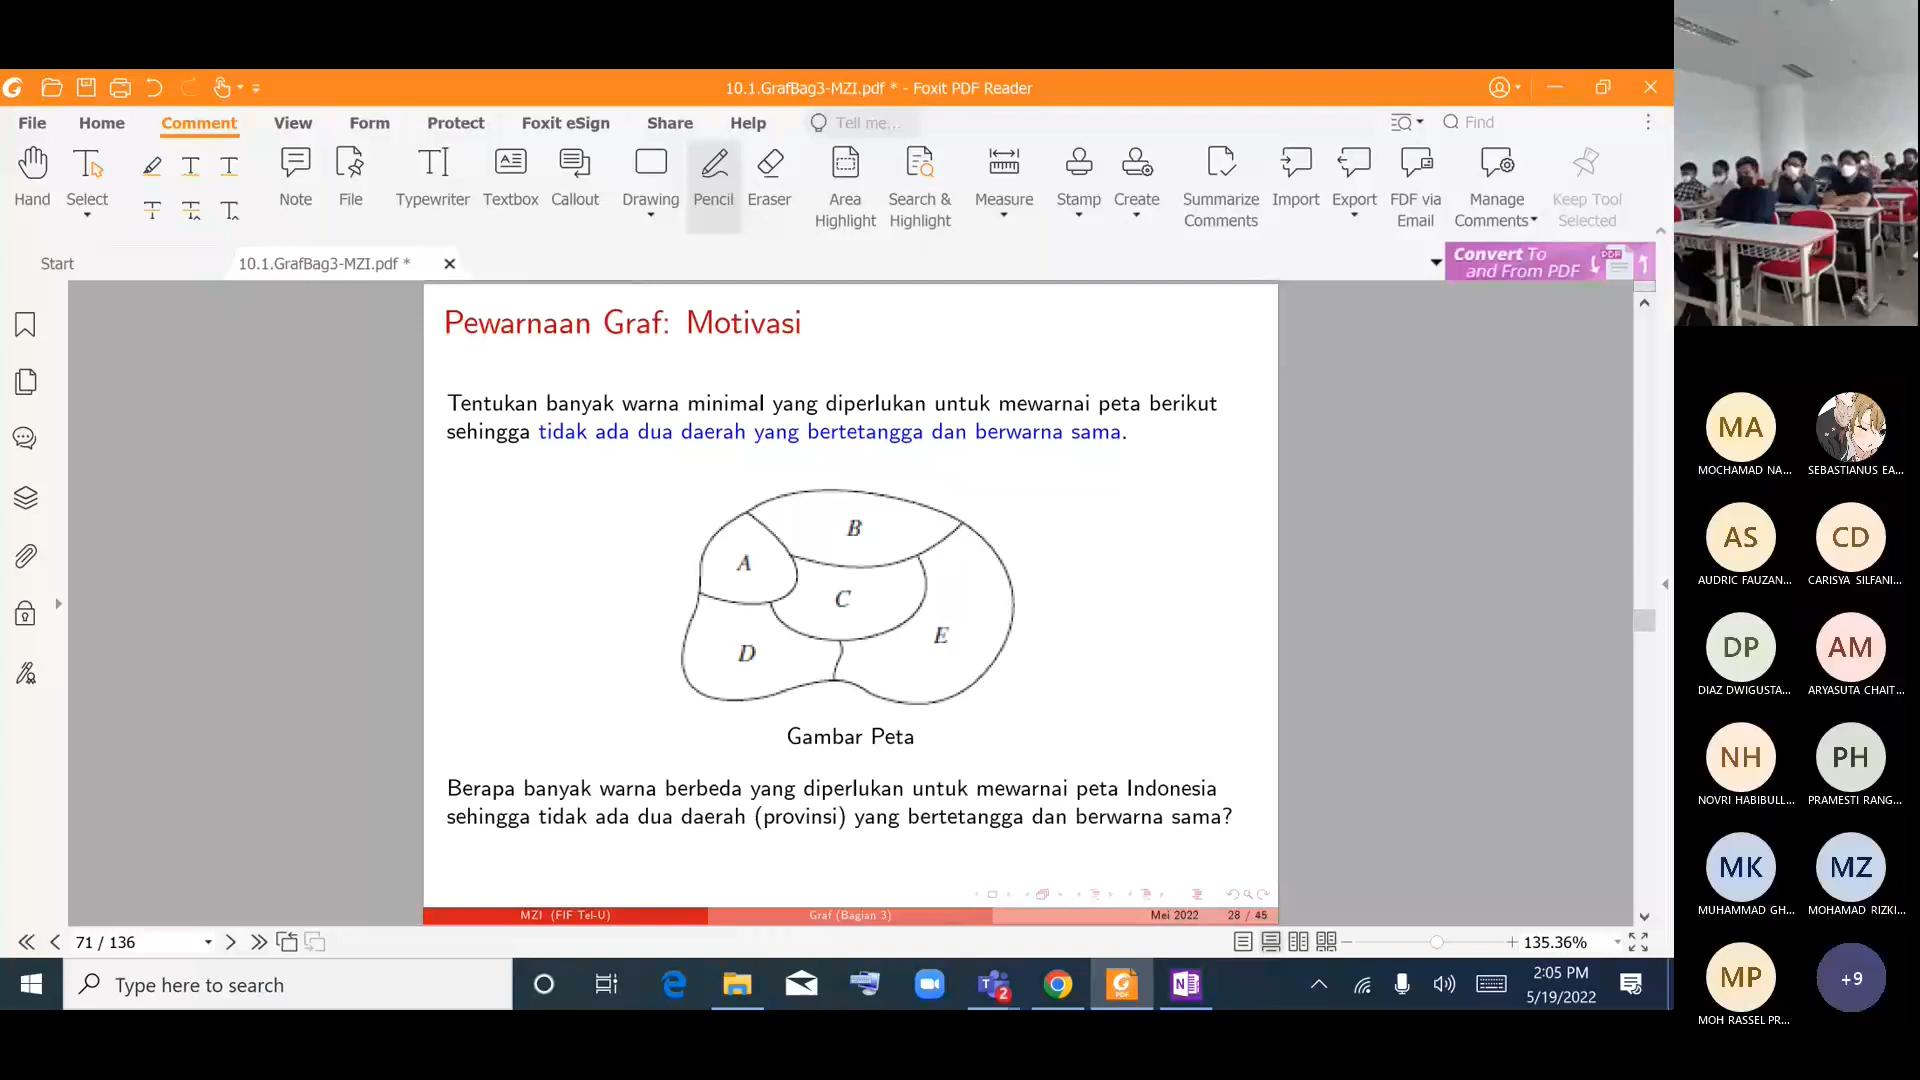 10.1.GrafBag3-MZI.pdf * - Foxit PDF Reader
File Home Comment View Form Protect Foxit eSign Share Help Tell me... Find
Hand Select Note File Typewriter Textbox Callout Drawing Pencil Eraser Area Highlight Search & Highlight Measure Stamp Create Summarize Comments Import Export FDF via Email Manage Comments Keep Tool Selected
Start 10.1.GrafBag3-MZI.pdf *
Convert To
and From PDF
PDF
Pewarnaan Graf: Motivasi
Tentukan banyak warna minimal yang diperlukan untuk mewarnai peta berikut
sehingga tidak ada dua daerah yang bertetangga dan berwarna sama.
B
A
C
E
D
Gambar Peta
Berapa banyak warna berbeda yang diperlukan untuk mewarnai peta Indonesia
sehingga tidak ada dua daerah (provinsi) yang bertetangga dan berwarna sama?
MZI (FIF Tel-U) Graf (Bagian 3) Mei 2022 28 / 45
71 / 136 135.36%
Type here to search
2
2:05 PM
5/19/2022
MA
MOCHAMAD NA... SEBASTIANUS EA...
AS CD
AUDRIC FAUZAN... CARISYA SILFANI...
DP AM
DIAZ DWIGUSTA... ARYASUTA CHAIT...
NH PH
NOVRI HABIBULL... PRAMESTI RANG...
MK MZ
MUHAMMAD GH... MOHAMAD RIZKI...
MP +9
MOH RASSEL PR...